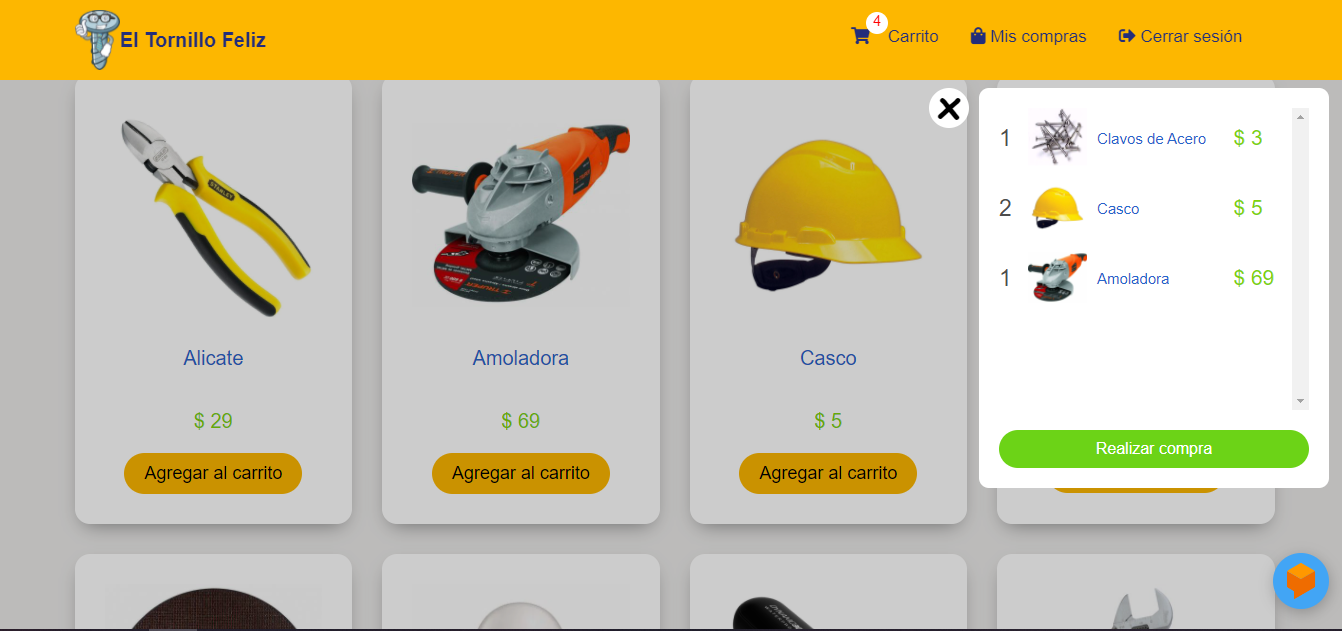 El Tornillo Feliz
4
Carrito
Mis compras
Cerrar sesión
1
Clavos de Acero
$ 3
2
Casco
$ 5
1
Amoladora
$ 69
Realizar compra
STANLEY
Alicate
Amoladora
Casco
$ 29
$ 69
$ 5
Agregar al carrito
Agregar al carrito
Agregar al carrito